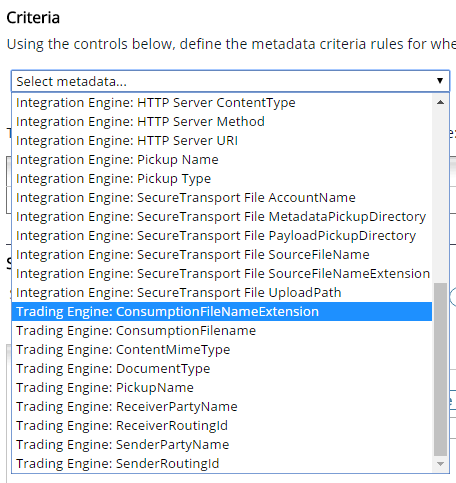 Criteria
Using the controls below, define the metadata criteria rules for whe
Select metadata...
Integration Engine: HTTP Server ContentType
Integration Engine: HTTP Server Method
Integration Engine: HTTP Server URI
Integration Engine: Pickup Name
Integration Engine: Pickup Type
Integration Engine: SecureTransport File AccountName
Integration Engine: SecureTransport File MetadataPickupDirectory
Integration Engine: SecureTransport File PayloadPickupDirectory
Integration Engine: SecureTransport File SourceFileName
Integration Engine: SecureTransport File SourceFileNameExtension
Integration Engine: SecureTransport File UploadPath
Trading Engine: ConsumptionFileNameExtension
Trading Engine: ConsumptionFilename
Trading Engine: ContentMimeType
Trading Engine: DocumentType
Trading Engine: PickupName
Trading Engine: ReceiverPartyName
Trading Engine: ReceiverRoutingId
Trading Engine: SenderPartyName
Trading Engine: SenderRoutingId